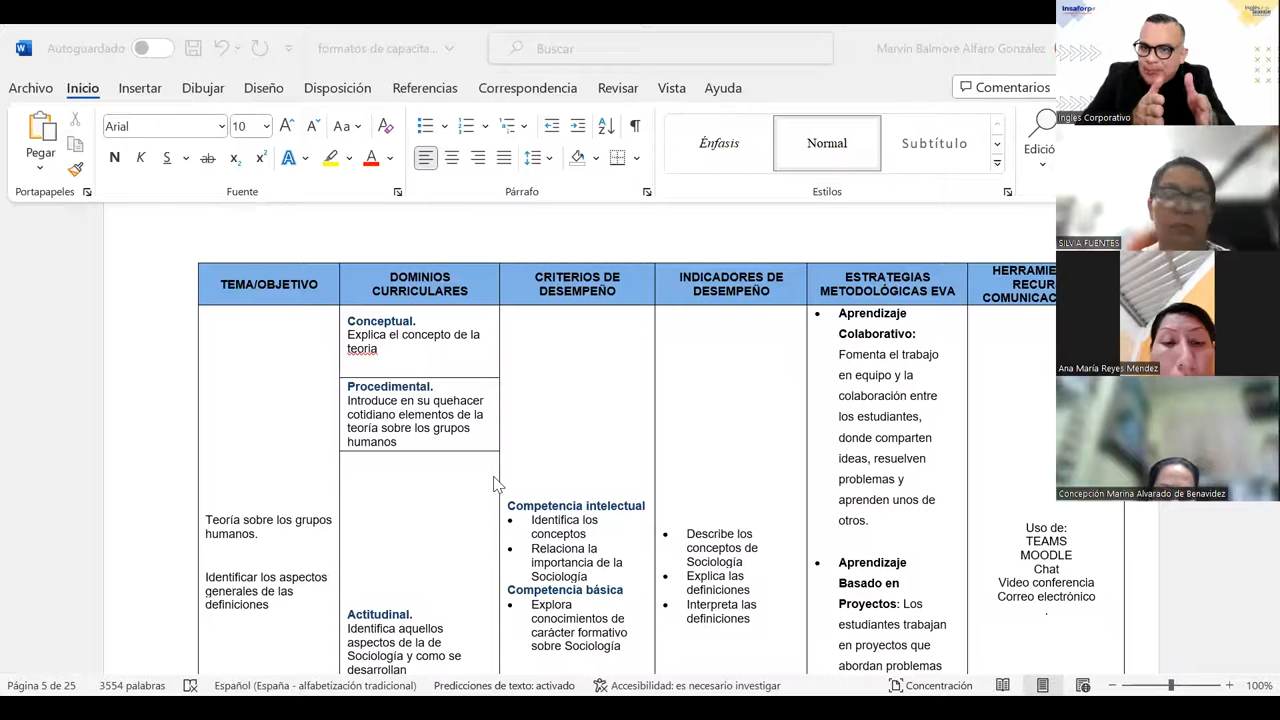 Autoguardado
formatos de capacita...
Buscar
Marvin Balmore Alfaro González
Archivo Inicio Insertar Dibujar Diseño Disposición Referencias Correspondencia Revisar Vista Ayuda
Comentarios
Pegar
Arial
10
Aa
N K S ab x₂ x² A A
Énfasis
Normal
Subtítulo
Edició
Portapapeles
Fuente
Párrafo
Estilos
TEMA/OBJETIVO
DOMINIOS
CURRICULARES
CRITERIOS DE
DESEMPEÑO
INDICADORES DE
DESEMPEÑO
ESTRATEGIAS
METODOLÓGICAS EVA
HERRAMIE
RECUR
COMUNICAC
Teoría sobre los grupos
humanos.
Identificar los aspectos
generales de las
definiciones
Conceptual.
Explica el concepto de la
teoria
Procedimental.
Introduce en su quehacer
cotidiano elementos de la
teoría sobre los grupos
humanos
Actitudinal.
Identifica aquellos
aspectos de la de
Sociología y como se
desarrollan
Competencia intelectual
• Identifica los
conceptos
• Relaciona la
importancia de la
Sociología
Competencia básica
• Explora
conocimientos de
carácter formativo
sobre Sociología
• Describe los
conceptos de
Sociología
• Explica las
definiciones
• Interpreta las
definiciones
• Aprendizaje
Colaborativo:
Fomenta el trabajo
en equipo y la
colaboración entre
los estudiantes,
donde comparten
ideas, resuelven
problemas y
aprenden unos de
otros.
• Aprendizaje
Basado en
Proyectos: Los
estudiantes trabajan
en proyectos que
abordan problemas
Uso de:
TEAMS
MOODLE
Chat
Video conferencia
Correo electrónico
.
Insaforp
Ingles Corporativo
SILVIA FUENTES
Ana María Reyes Mendez
Concepción Marina Alvarado de Benavidez
Página 5 de 25
3554 palabras
Español (España - alfabetización tradicional)
Predicciones de texto: activado
Accesibilidad: es necesario investigar
Concentración
100%